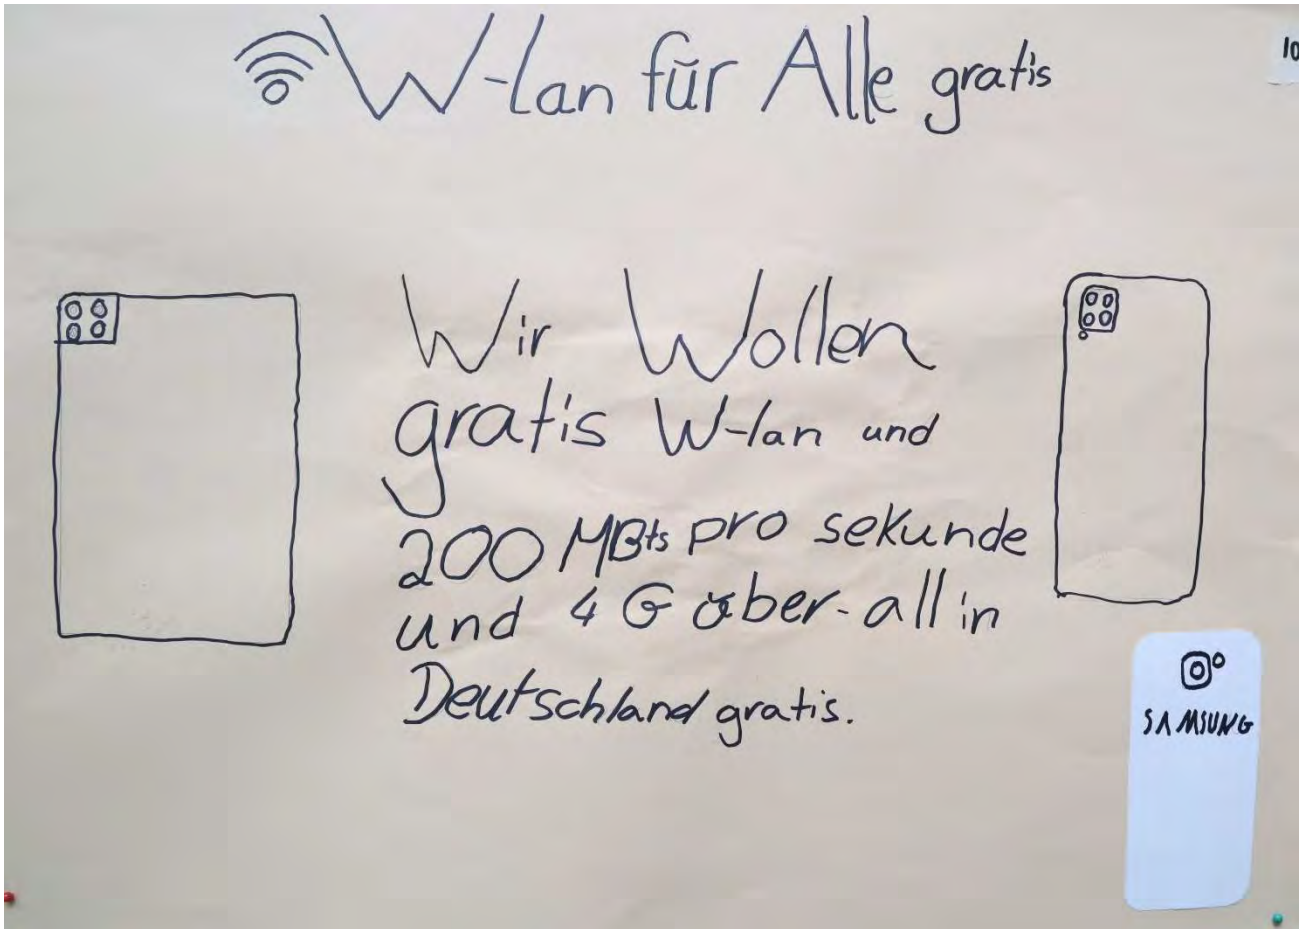 W-lan für Alle gratis
10
Wir Wollen
gratis W-lan und
200 MBts pro sekunde
und 4 G über-all in
Deutschland gratis.
SAMSUNG